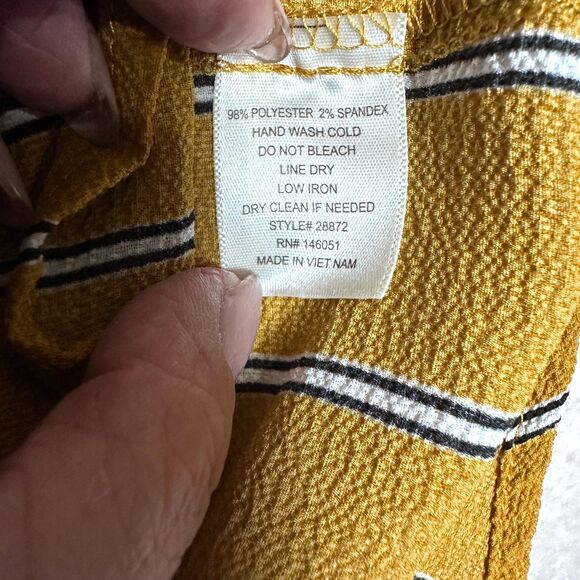 98% POLYESTER 2% SPANDEX
HAND WASH COLD
DO NOT BLEACH
LINE DRY
LOW IRON
DRY CLEAN IF NEEDED
STYLE# 28872
RN# 146051
MADE IN VIET NAM